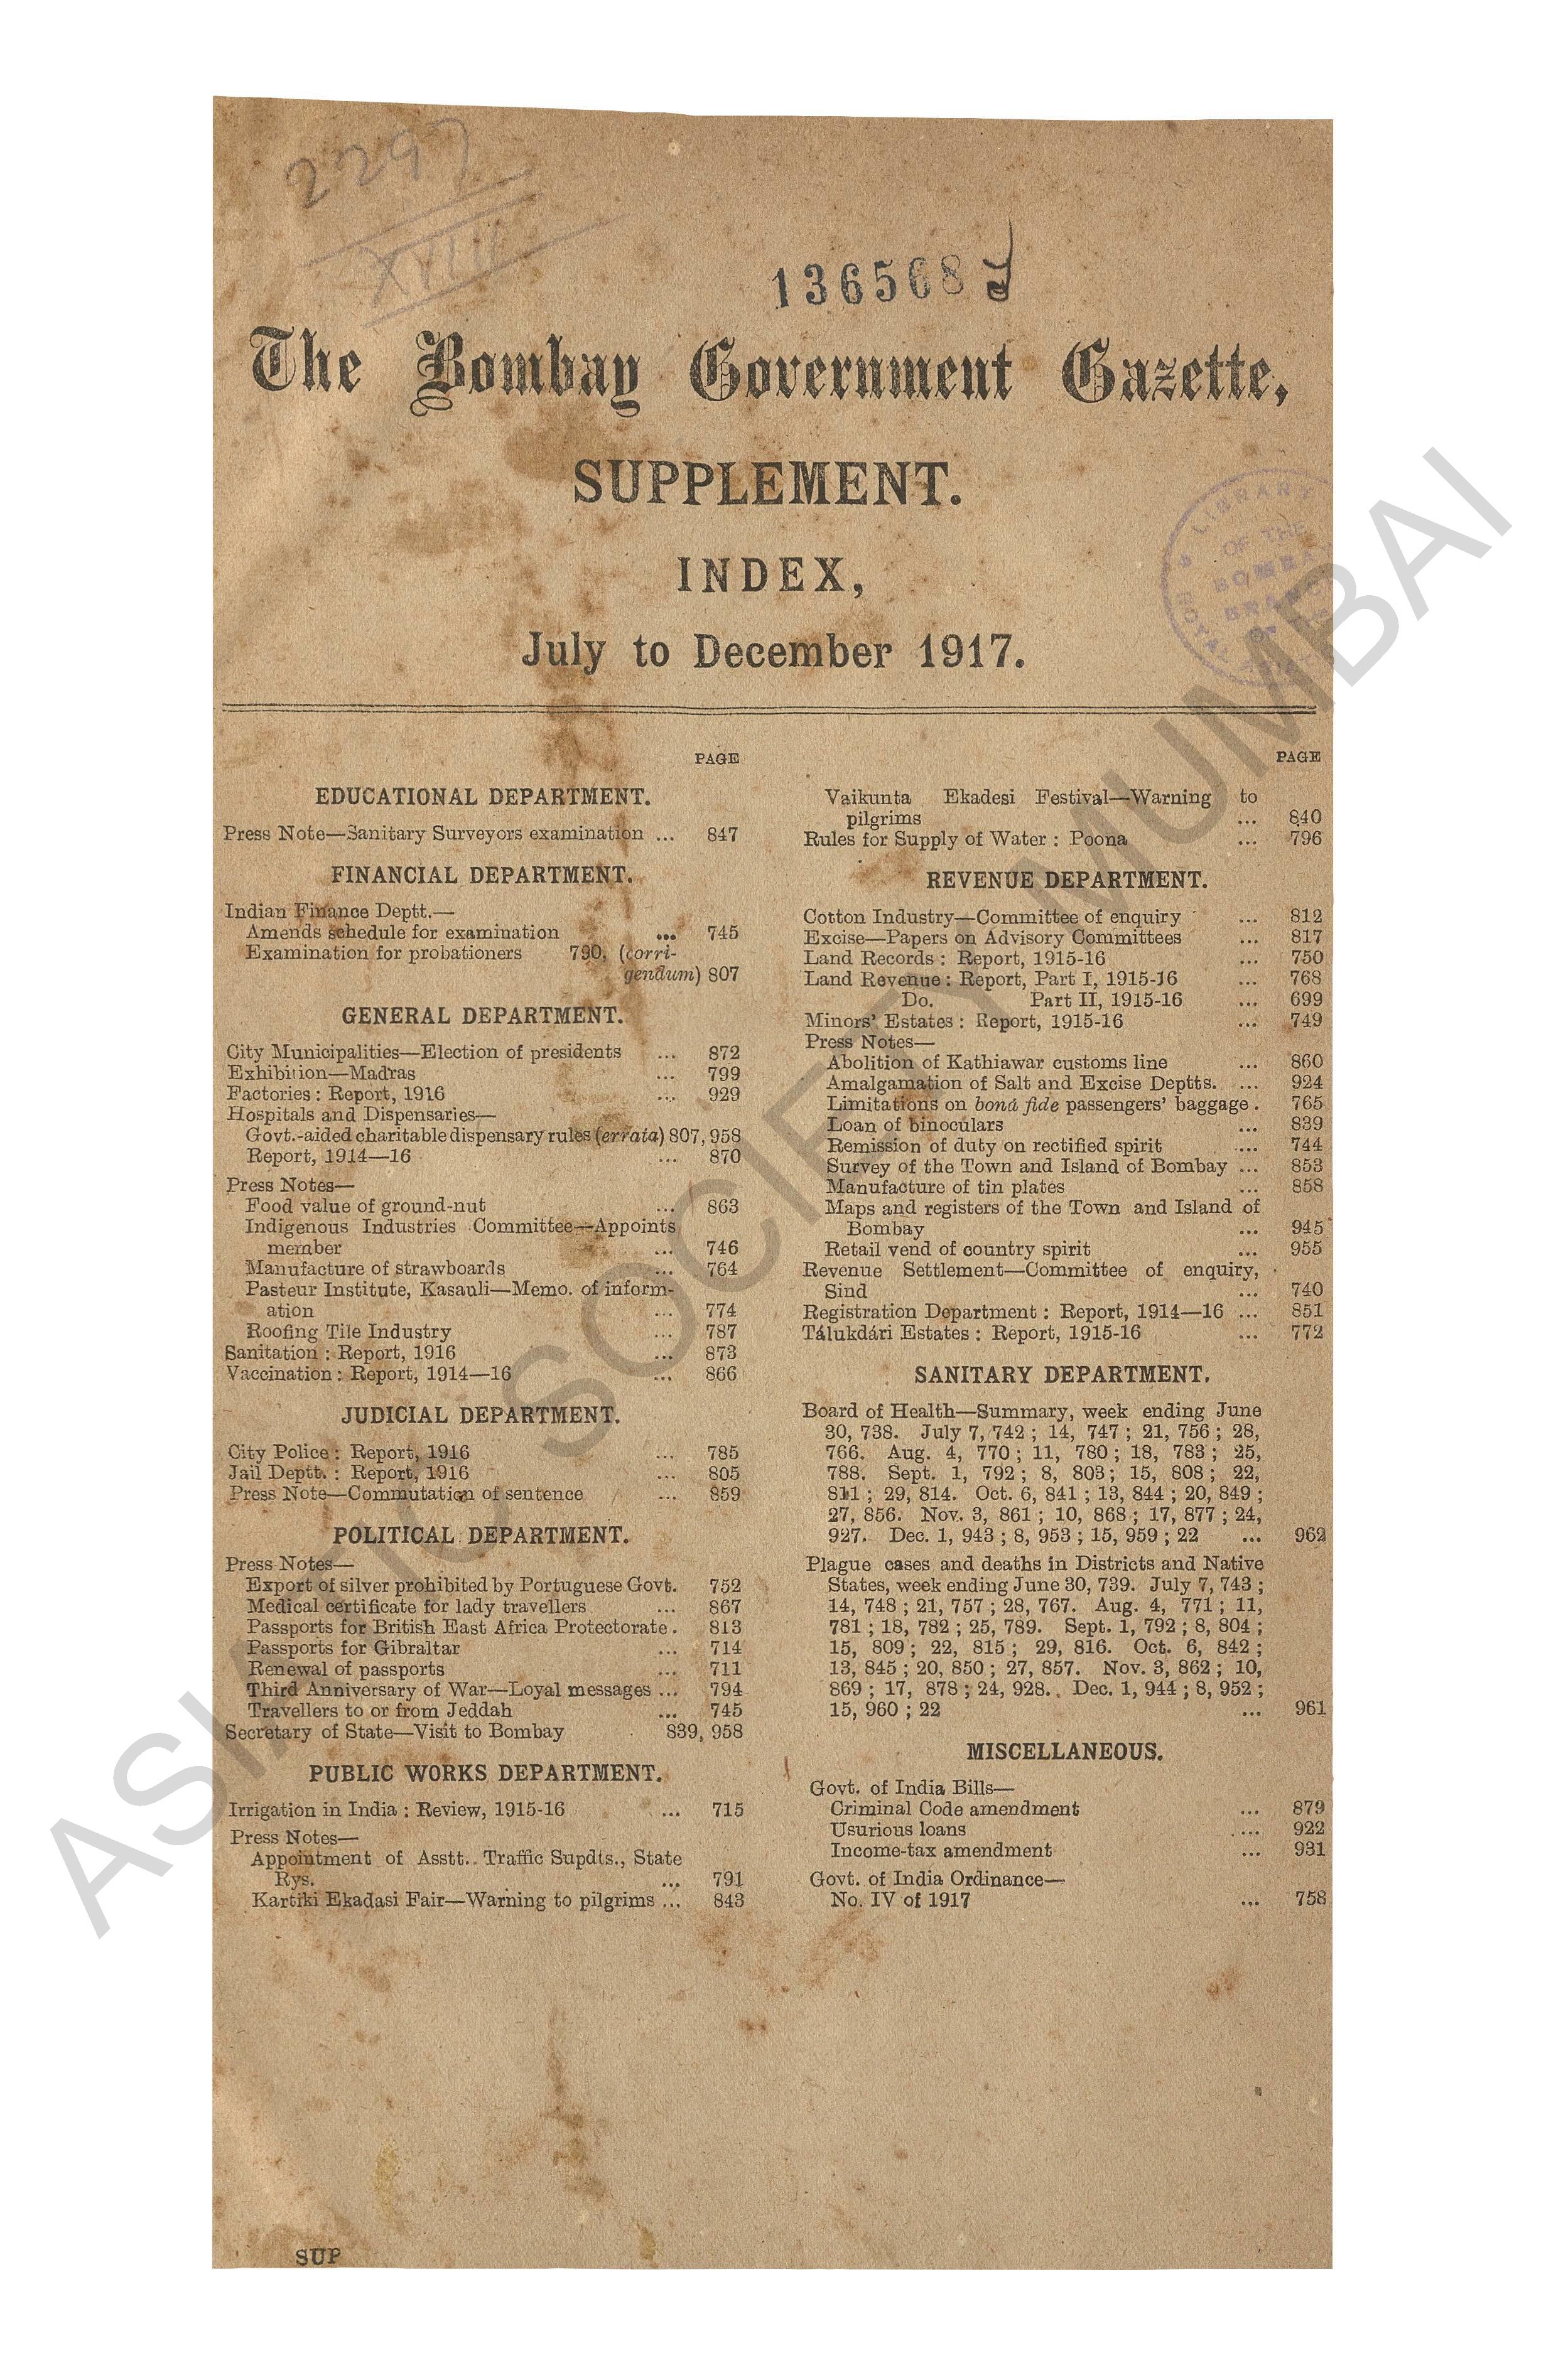 2297
XVIII
136568
The Bombay Government Gazette,
SUPPLEMENT.
INDEX,
July to December 1917.
LIBRARY
OF THE
BOMBAY
PAGE
EDUCATIONAL DEPARTMENT.
Press Note—Sanitary Surveyors examination ... 847
FINANCIAL DEPARTMENT.
Indian Finance Deptt.—
Amends schedule for examination ... 745
Examination for probationers 790, (corri-
gendum) 807
GENERAL DEPARTMENT.
City Municipalities—Election of presidents ... 872
Exhibition—Madras ... 799
Factories : Report, 1916 ... 929
Hospitals and Dispensaries—
Govt.-aided charitable dispensary rules (errata) 807, 958
Report, 1914—16 ... 870
Press Notes—
Food value of ground-nut ... 863
Indigenous Industries Committee—Appoints
member ... 746
Manufacture of strawboards ... 764
Pasteur Institute, Kasauli—Memo. of inform-
ation ... 774
Roofing Tile Industry ... 787
Sanitation : Report, 1916 ... 873
Vaccination : Report, 1914—16 ... 866
JUDICIAL DEPARTMENT.
City Police : Report, 1916 ... 785
Jail Deptt. : Report, 1916 ... 805
Press Note—Commutation of sentence ... 859
POLITICAL DEPARTMENT.
Press Notes—
Export of silver prohibited by Portuguese Govt. 752
Medical certificate for lady travellers ... 867
Passports for British East Africa Protectorate . 813
Passports for Gibraltar ... 714
Renewal of passports ... 711
Third Anniversary of War—Loyal messages ... 794
Travellers to or from Jeddah ... 745
Secretary of State—Visit to Bombay 839, 958
PUBLIC WORKS DEPARTMENT.
Irrigation in India : Review, 1915-16 ... 715
Press Notes—
Appointment of Asstt. Traffic Supdts., State
Rys. ... 791
Kartiki Ekadasi Fair—Warning to pilgrims ... 843
PAGE
Vaikunta Ekadesi Festival—Warning to
pilgrims ... 840
Rules for Supply of Water : Poona ... 796
REVENUE DEPARTMENT.
Cotton Industry—Committee of enquiry ... 812
Excise—Papers on Advisory Committees ... 817
Land Records : Report, 1915-16 ... 750
Land Revenue : Report, Part I, 1915-16 ... 768
Do. Part II, 1915-16 ... 699
Minors' Estates : Report, 1915-16 ... 749
Press Notes—
Abolition of Kathiawar customs line ... 860
Amalgamation of Salt and Excise Deptts. ... 924
Limitations on bonâ fide passengers' baggage . 765
Loan of binoculars ... 839
Remission of duty on rectified spirit ... 744
Survey of the Town and Island of Bombay ... 853
Manufacture of tin plates ... 858
Maps and registers of the Town and Island of
Bombay ... 945
Retail vend of country spirit ... 955
Revenue Settlement—Committee of enquiry,
Sind ... 740
Registration Department : Report, 1914—16 ... 851
Tálukdári Estates : Report, 1915-16 ... 772
SANITARY DEPARTMENT.
Board of Health—Summary, week ending June
30, 738. July 7, 742 ; 14, 747 ; 21, 756 ; 28,
766. Aug. 4, 770 ; 11, 780 ; 18, 783 ; 25,
788. Sept. 1, 792 ; 8, 803 ; 15, 808 ; 22,
811 ; 29, 814. Oct. 6, 841 ; 13, 844 ; 20, 849 ;
27, 856. Nov. 3, 861 ; 10, 868 ; 17, 877 ; 24,
927. Dec. 1, 943 ; 8, 953 ; 15, 959 ; 22 ... 962
Plague cases and deaths in Districts and Native
States, week ending June 30, 739. July 7, 743 ;
14, 748 ; 21, 757 ; 28, 767. Aug. 4, 771 ; 11,
781 ; 18, 782 ; 25, 789. Sept. 1, 792 ; 8, 804 ;
15, 809 ; 22, 815 ; 29, 816. Oct. 6, 842 ;
13, 845 ; 20, 850 ; 27, 857. Nov. 3, 862 ; 10,
869 ; 17, 878 ; 24, 928. Dec. 1, 944 ; 8, 952 ;
15, 960 ; 22 ... 961
MISCELLANEOUS.
Govt. of India Bills—
Criminal Code amendment ... 879
Usurious loans ... 922
Income-tax amendment ... 931
Govt. of India Ordinance—
No. IV of 1917 ... 758
SUP
ASIATIC SOCIETY MUMBAI